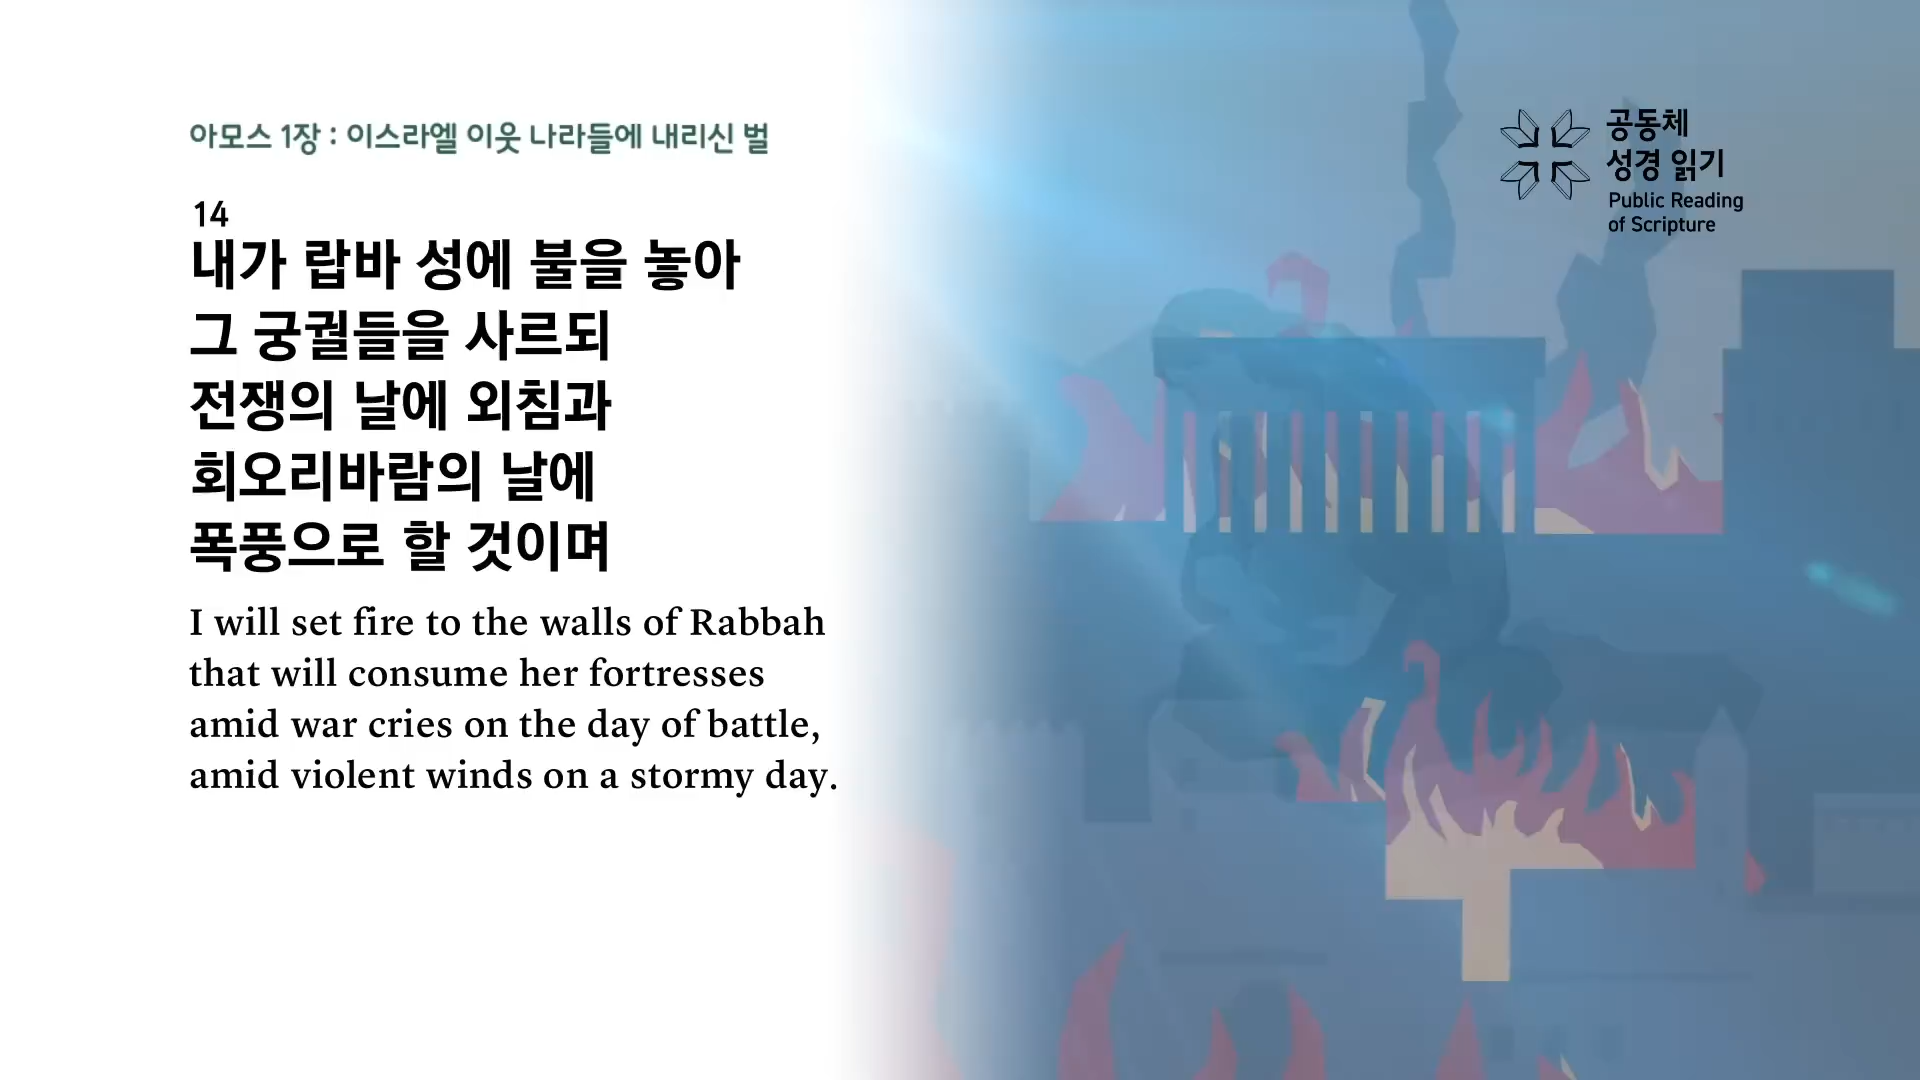 아모스 1장 : 이스라엘 이웃 나라들에 내리신 벌
14
내가 랍바 성에 불을 놓아
그 궁궐들을 사르되
전쟁의 날에 외침과
회오리바람의 날에
폭풍으로 할 것이며
I will set fire to the walls of Rabbah
that will consume her fortresses
amid war cries on the day of battle,
amid violent winds on a stormy day.
공동체
성경 읽기
Public Reading
of Scripture